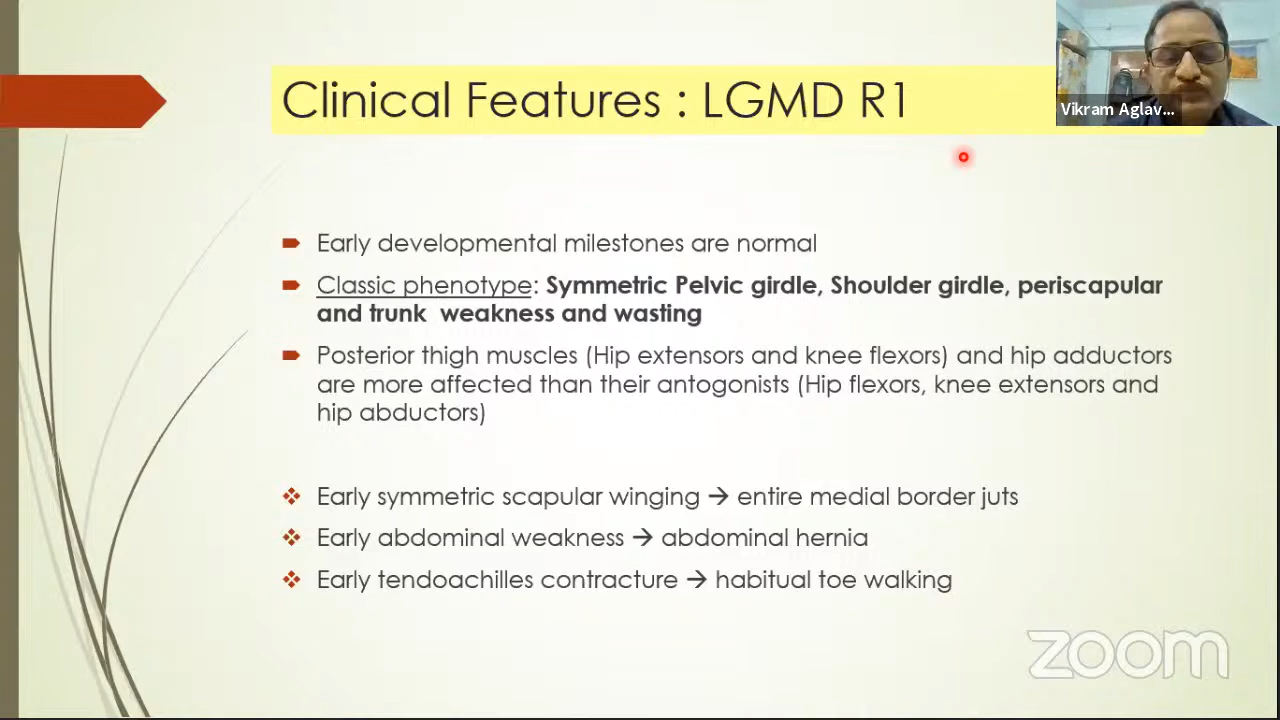 Clinical Features : LGMD R1
Vikram Aglav...
Early developmental milestones are normal
Classic phenotype: Symmetric Pelvic girdle, Shoulder girdle, periscapular
and trunk weakness and wasting
Posterior thigh muscles (Hip extensors and knee flexors) and hip adductors
are more affected than their antogonists (Hip flexors, knee extensors and
hip abductors)
Early symmetric scapular winging → entire medial border juts
Early abdominal weakness → abdominal hernia
Early tendoachilles contracture → habitual toe walking
zoom